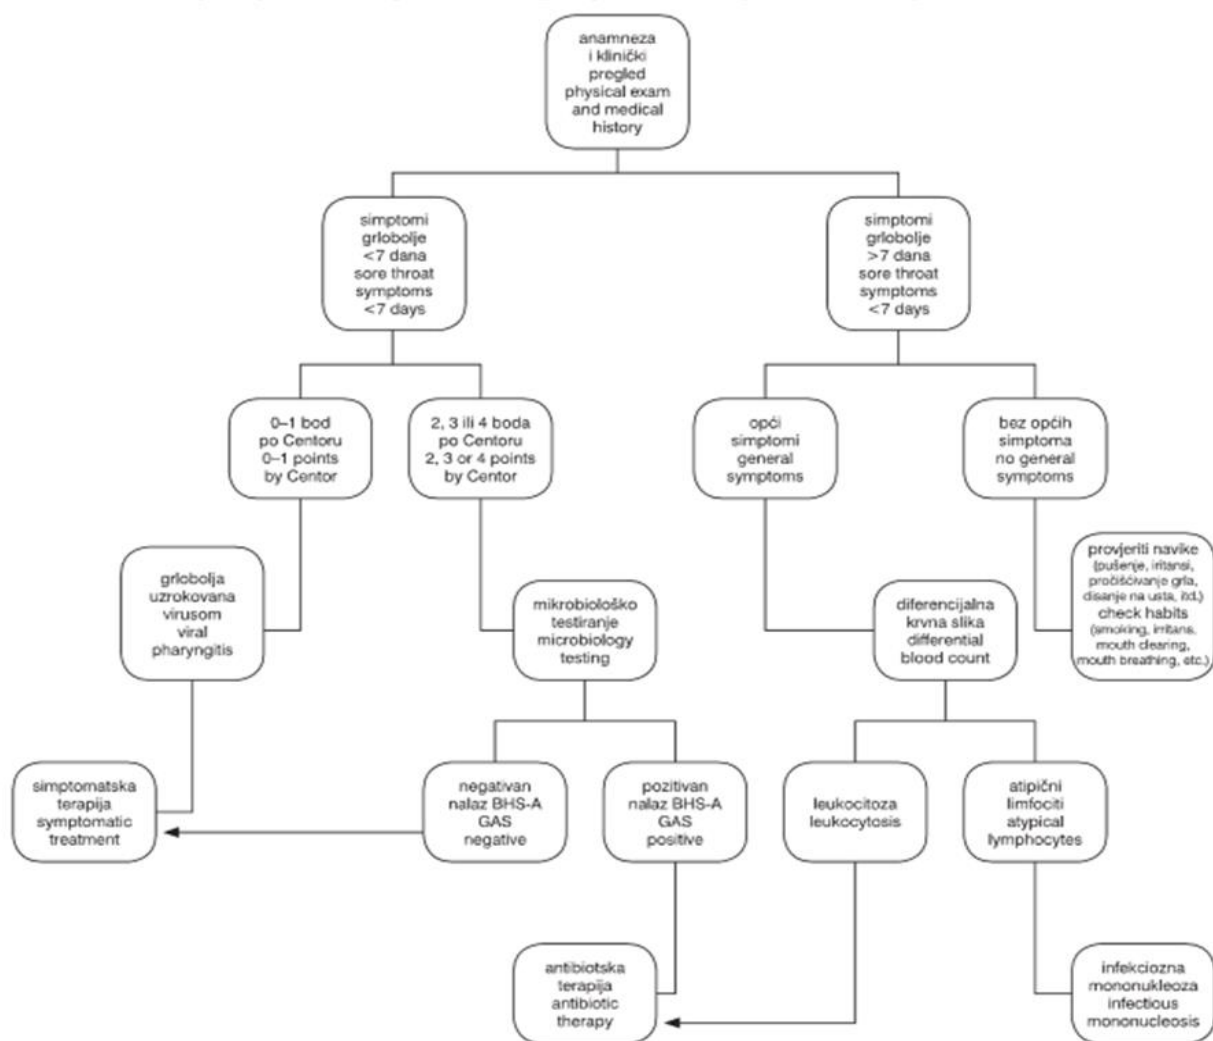 anamneza
i klinički
pregled
physical exam
and medical
history
simptomi
grlobolje
<7 dana
sore throat
symptoms
<7 days
simptomi
grlobolje
>7 dana
sore throat
symptoms
<7 days
0–1 bod
po Centoru
0–1 points
by Centor
2, 3 ili 4 boda
po Centoru
2, 3 or 4 points
by Centor
opći
simptomi
general
symptoms
bez općih
simptoma
no general
symptoms
grlobolja
uzrokovana
virusom
viral
pharyngitis
mikrobiološko
testiranje
microbiology
testing
diferencijalna
krvna slika
differential
blood count
provjeriti navike
(pušenje, iritansi,
pročišćivanje grla,
disanje na usta, itd.)
check habits
(smoking, irritans,
mouth clearing,
mouth breathing, etc.)
simptomatska
terapija
symptomatic
treatment
negativan
nalaz BHS-A
GAS
negative
pozitivan
nalaz BHS-A
GAS
positive
leukocitoza
leukocytosis
atipični
limfociti
atypical
lymphocytes
antibiotska
terapija
antibiotic
therapy
infekciozna
mononukleoza
infectious
mononucleosis